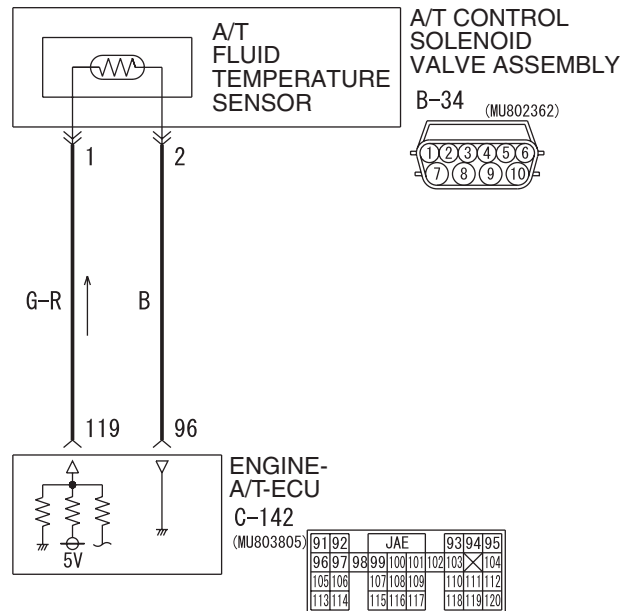 A/T
FLUID
TEMPERATURE
SENSOR
A/T CONTROL
SOLENOID
VALVE ASSEMBLY
B-34 (MU802362)
1 2 3 4 5 6
7 8 9 10
1 2
G-R B
119 96
5V
ENGINE-
A/T-ECU
C-142
(MU803805)
91 92 JAE 93 94 95
96 97 98 99 100 101 102 103 104
105 106 107 108 109 110 111 112
113 114 115 116 117 118 119 120